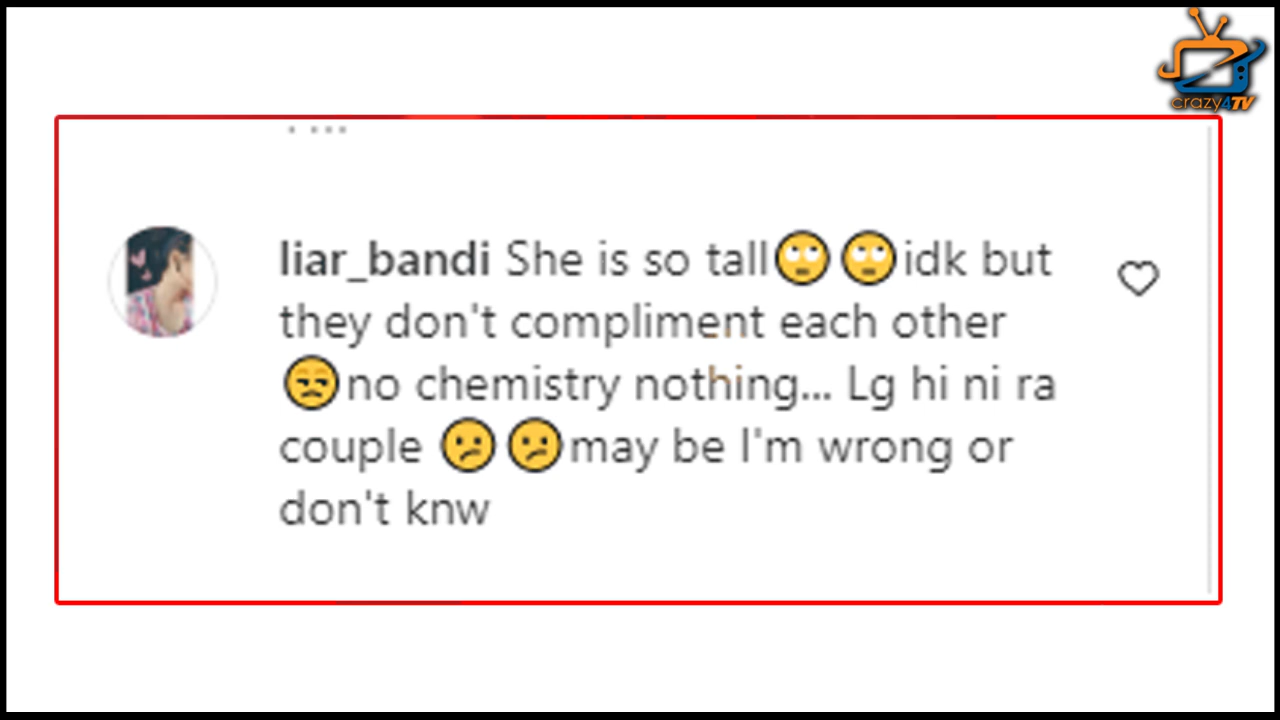 crazy4TV
liar_bandi She is so tall🙄🙄idk but
they don't compliment each other
😒no chemistry nothing... Lg hi ni ra
couple 😕😕may be I'm wrong or
don't knw